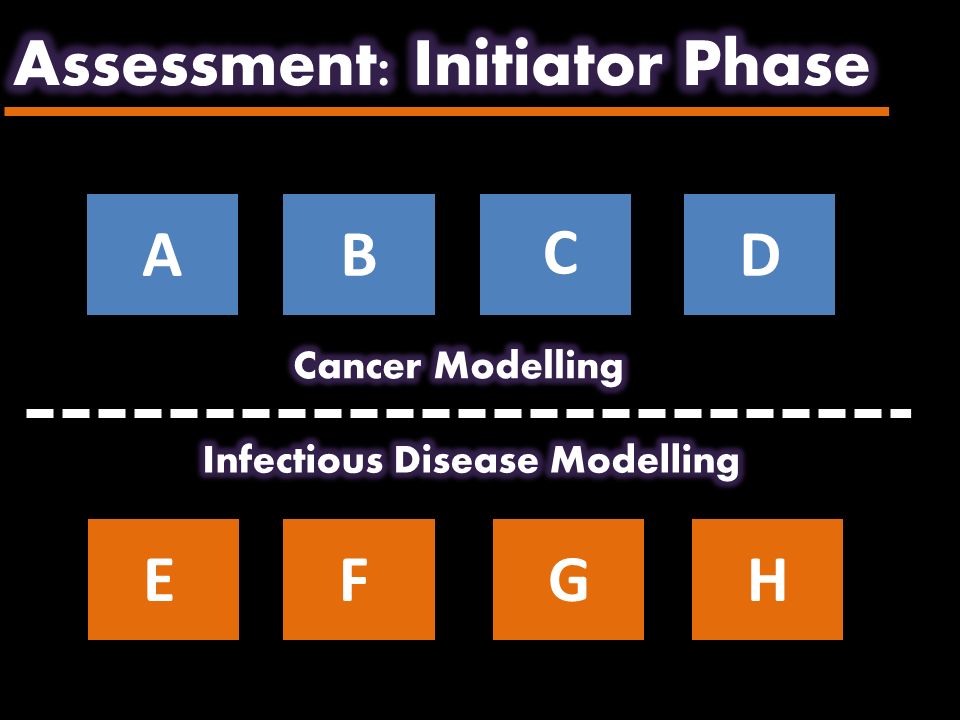 Assessment: Initiator Phase
A B C D
Cancer Modelling
Infectious Disease Modelling
E F G H